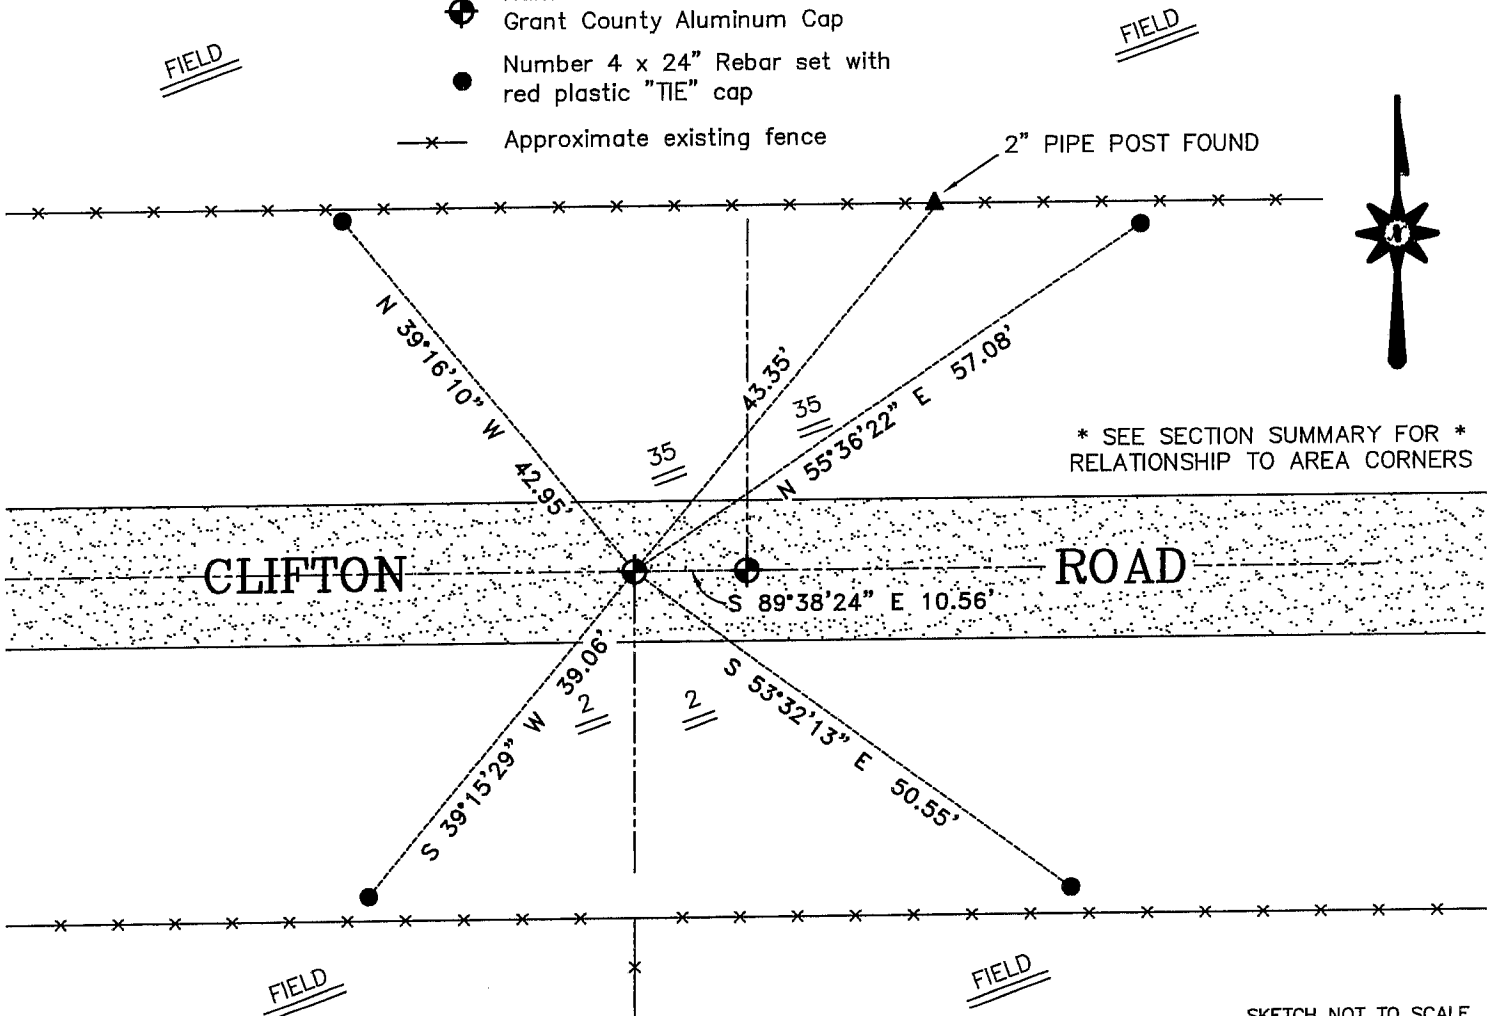 Grant County Aluminum Cap
FIELD
FIELD
Number 4 x 24" Rebar set with
red plastic "TIE" cap
Approximate existing fence
2" PIPE POST FOUND
N
N 39°16'10" W 42.95'
43.35'
N 55°36'22" E 57.08'
35
35
* SEE SECTION SUMMARY FOR *
RELATIONSHIP TO AREA CORNERS
CLIFTON ROAD
S 89°38'24" E 10.56'
S 39°15'29" W 39.06'
2
2
S 53°32'13" E 50.55'
FIELD
FIELD
SKETCH NOT TO SCALE